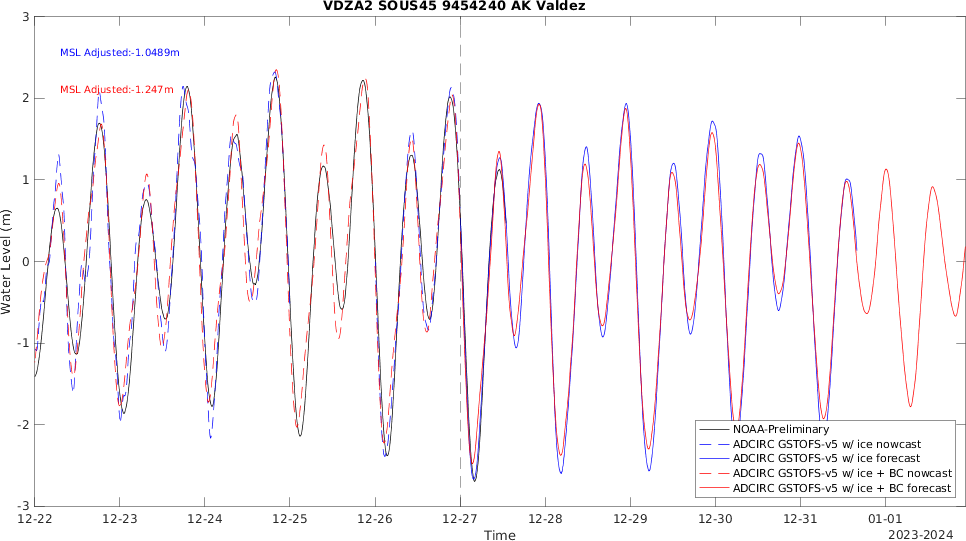 VDZA2 SOUS45 9454240 AK Valdez
MSL Adjusted:-1.0489m
MSL Adjusted:-1.247m
Water Level (m)
3
2
1
0
-1
-2
-3
12-22 12-23 12-24 12-25 12-26 12-27 12-28 12-29 12-30 12-31 01-01
Time
2023-2024
NOAA-Preliminary
ADCIRC GSTOFS-v5 w/ ice nowcast
ADCIRC GSTOFS-v5 w/ ice forecast
ADCIRC GSTOFS-v5 w/ ice + BC nowcast
ADCIRC GSTOFS-v5 w/ ice + BC forecast